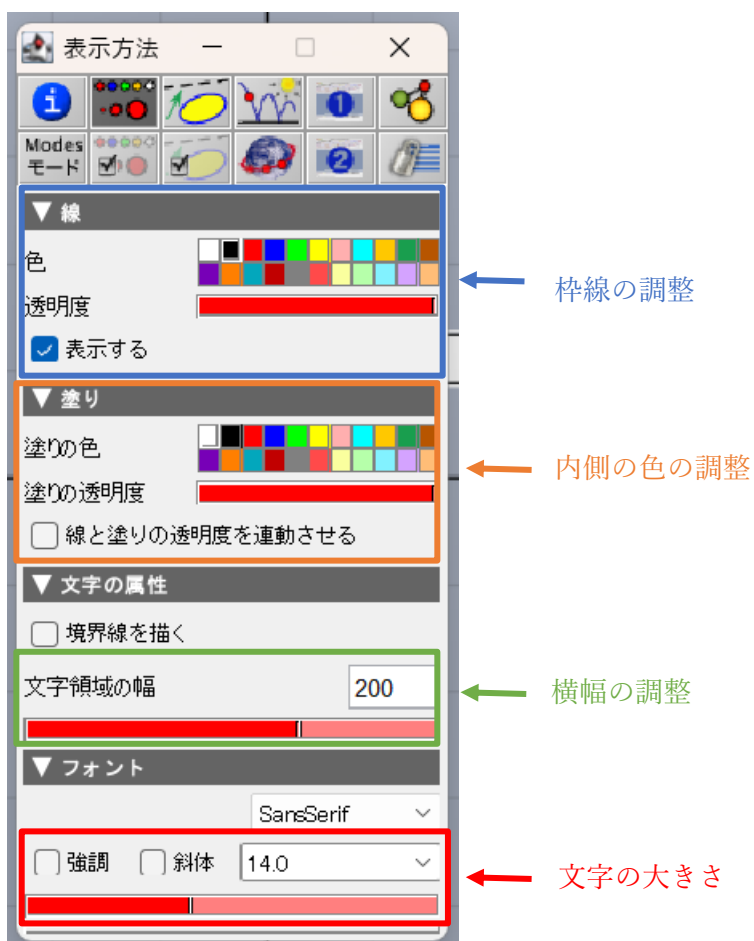 表示方法
Modes
モード
1
2
▼ 線
色
透明度
表示する
枠線の調整
▼ 塗り
塗りの色
塗りの透明度
線と塗りの透明度を連動させる
内側の色の調整
▼ 文字の属性
境界線を描く
文字領域の幅 200
横幅の調整
▼ フォント
SansSerif
強調 斜体 14.0
文字の大きさ